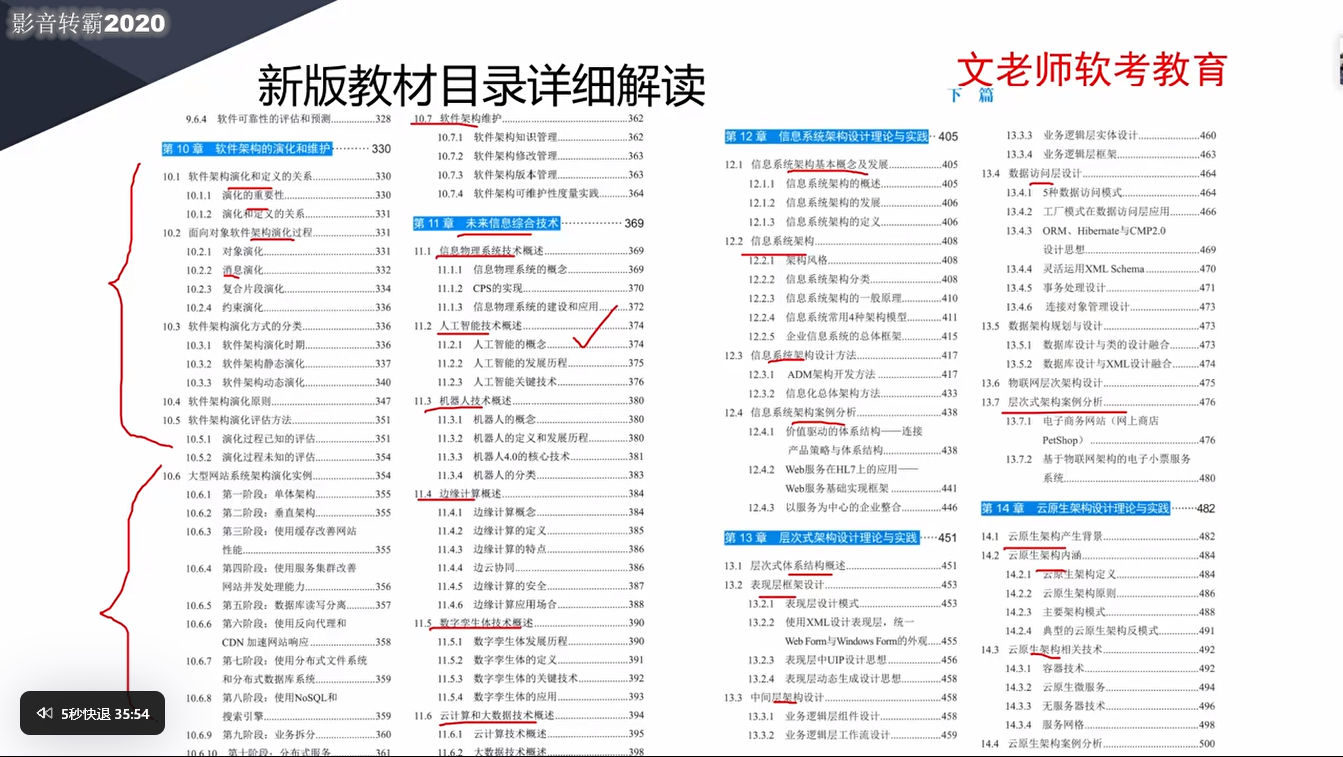 影音转霸2020
新版教材目录详细解读
文老师软考教育
下 篇
9.6.4 软件可靠性的评估和预测......328
第 10 章 软件架构的演化和维护......330
10.1 软件架构演化和定义的关系......330
10.1.1 演化的重要性......330
10.1.2 演化和定义的关系......331
10.2 面向对象软件架构演化过程......331
10.2.1 对象演化......331
10.2.2 消息演化......332
10.2.3 复合片段演化......334
10.2.4 约束演化......336
10.3 软件架构演化方式的分类......336
10.3.1 软件架构演化时期......336
10.3.2 软件架构静态演化......337
10.3.3 软件架构动态演化......340
10.4 软件架构演化原则......347
10.5 软件架构演化评估方法......351
10.5.1 演化过程已知的评估......351
10.5.2 演化过程未知的评估......354
10.6 大型网站系统架构演化实例......354
10.6.1 第一阶段：单体架构......355
10.6.2 第二阶段：垂直架构......355
10.6.3 第三阶段：使用缓存改善网站
性能......355
10.6.4 第四阶段：使用服务集群改善
网站并发处理能力......356
10.6.5 第五阶段：数据库读写分离......357
10.6.6 第六阶段：使用反向代理和
CDN 加速网站响应......358
10.6.7 第七阶段：使用分布式文件系统
和分布式数据库系统......359
10.6.8 第八阶段：使用NoSQL和
搜索引擎......359
10.6.9 第九阶段：业务拆分......360
10.6.10 第十阶段：分布式服务......361
10.7 软件架构维护......362
10.7.1 软件架构知识管理......362
10.7.2 软件架构修改管理......363
10.7.3 软件架构版本管理......363
10.7.4 软件架构可维护性度量实践......364
第 11 章 未来信息综合技术......369
11.1 信息物理系统技术概述......369
11.1.1 信息物理系统的概念......369
11.1.2 CPS的实现......370
11.1.3 信息物理系统的建设和应用......372
11.2 人工智能技术概述......374
11.2.1 人工智能的概念......374
11.2.2 人工智能的发展历程......375
11.2.3 人工智能关键技术......376
11.3 机器人技术概述......380
11.3.1 机器人的概念......380
11.3.2 机器人的定义和发展历程......380
11.3.3 机器人4.0的核心技术......381
11.3.4 机器人的分类......383
11.4 边缘计算概述......384
11.4.1 边缘计算概念......384
11.4.2 边缘计算的定义......385
11.4.3 边缘计算的特点......386
11.4.4 边云协同......386
11.4.5 边缘计算的安全......387
11.4.6 边缘计算应用场合......388
11.5 数字孪生体技术概述......390
11.5.1 数字孪生体发展历程......390
11.5.2 数字孪生体的定义......391
11.5.3 数字孪生体的关键技术......392
11.5.4 数字孪生体的应用......393
11.6 云计算和大数据技术概述......394
11.6.1 云计算技术概述......395
11.6.2 大数据技术概述......398
第 12 章 信息系统架构设计理论与实践......405
12.1 信息系统架构基本概念及发展......405
12.1.1 信息系统架构的概述......405
12.1.2 信息系统架构的发展......406
12.1.3 信息系统架构的定义......406
12.2 信息系统架构......408
12.2.1 架构风格......408
12.2.2 信息系统架构分类......408
12.2.3 信息系统架构的一般原理......410
12.2.4 信息系统常用4种架构模型......411
12.2.5 企业信息系统的总体框架......415
12.3 信息系统架构设计方法......417
12.3.1 ADM架构开发方法......417
12.3.2 信息化总体架构方法......433
12.4 信息系统架构案例分析......438
12.4.1 价值驱动的体系结构——连接
产品策略与体系结构......438
12.4.2 Web服务在HL7上的应用——
Web服务基础实现框架......441
12.4.3 以服务为中心的企业整合......446
第 13 章 层次式架构设计理论与实践......451
13.1 层次式体系结构概述......451
13.2 表现层框架设计......453
13.2.1 表现层设计模式......453
13.2.2 使用XML设计表现层，统一
Web Form与Windows Form的外观......455
13.2.3 表现层中UIP设计思想......456
13.2.4 表现层动态生成设计思想......458
13.3 中间层架构设计......458
13.3.1 业务逻辑层组件设计......458
13.3.2 业务逻辑层工作流设计......459
13.3.3 业务逻辑层实体设计......460
13.3.4 业务逻辑层框架......463
13.4 数据访问层设计......464
13.4.1 5种数据访问模式......464
13.4.2 工厂模式在数据访问层应用......466
13.4.3 ORM、Hibernate与CMP2.0
设计思想......469
13.4.4 灵活运用XML Schema......470
13.4.5 事务处理设计......471
13.4.6 连接对象管理设计......473
13.5 数据架构规划与设计......473
13.5.1 数据库设计与类的设计融合......473
13.5.2 数据库设计与XML设计融合......474
13.6 物联网层次架构设计......475
13.7 层次式架构案例分析......476
13.7.1 电子商务网站（网上商店
PetShop）......476
13.7.2 基于物联网架构的电子小票服务
系统......480
第 14 章 云原生架构设计理论与实践......482
14.1 云原生架构产生背景......482
14.2 云原生架构内涵......484
14.2.1 云原生架构定义......484
14.2.2 云原生架构原则......486
14.2.3 主要架构模式......488
14.2.4 典型的云原生架构反模式......491
14.3 云原生架构相关技术......492
14.3.1 容器技术......492
14.3.2 云原生微服务......494
14.3.3 无服务器技术......496
14.3.4 服务网格......498
14.4 云原生架构案例分析......500
5秒快退 35:54